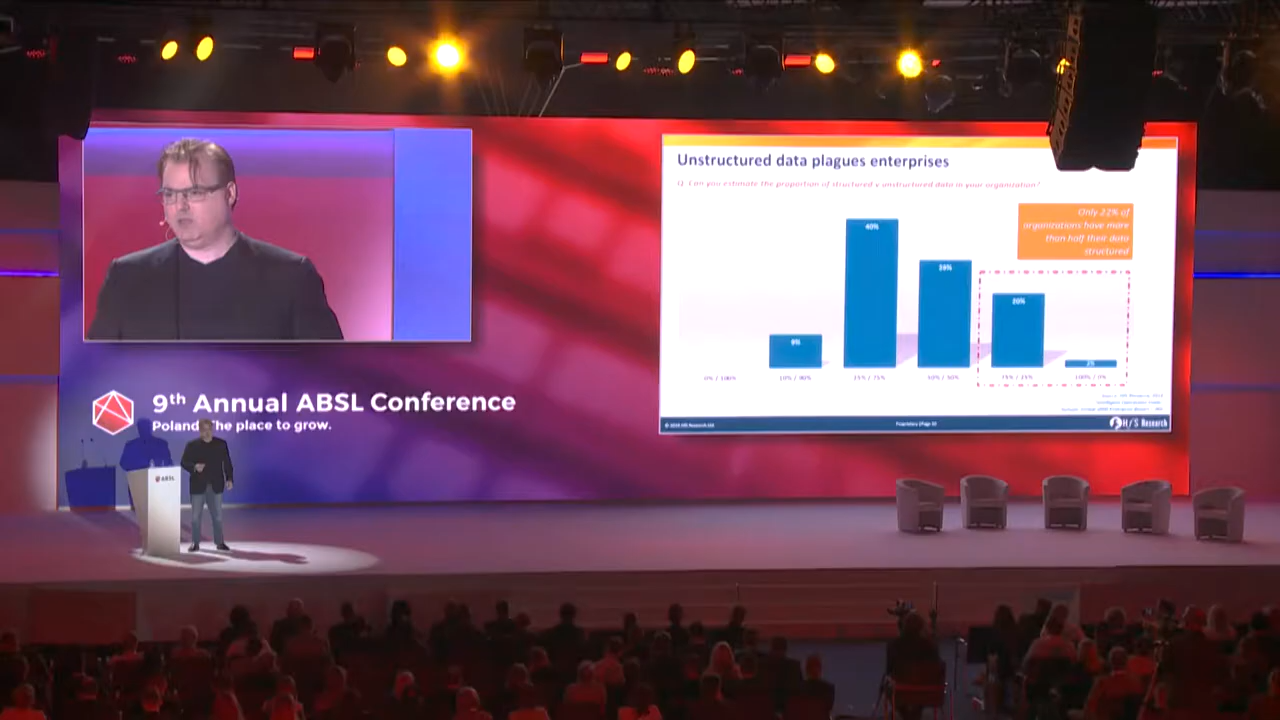 Unstructured data plagues enterprises
Q. Can you estimate the proportion of structured v unstructured data in your organization?
Only 22% of
organizations have more
than half their data
structured
40%
20%
9%
2%
0% / 100%
10% / 90%
25% / 75%
50% / 50%
75% / 25%
100% / 0%
HfS Research
9th Annual ABSL Conference
Poland. The place to grow.
ABSL